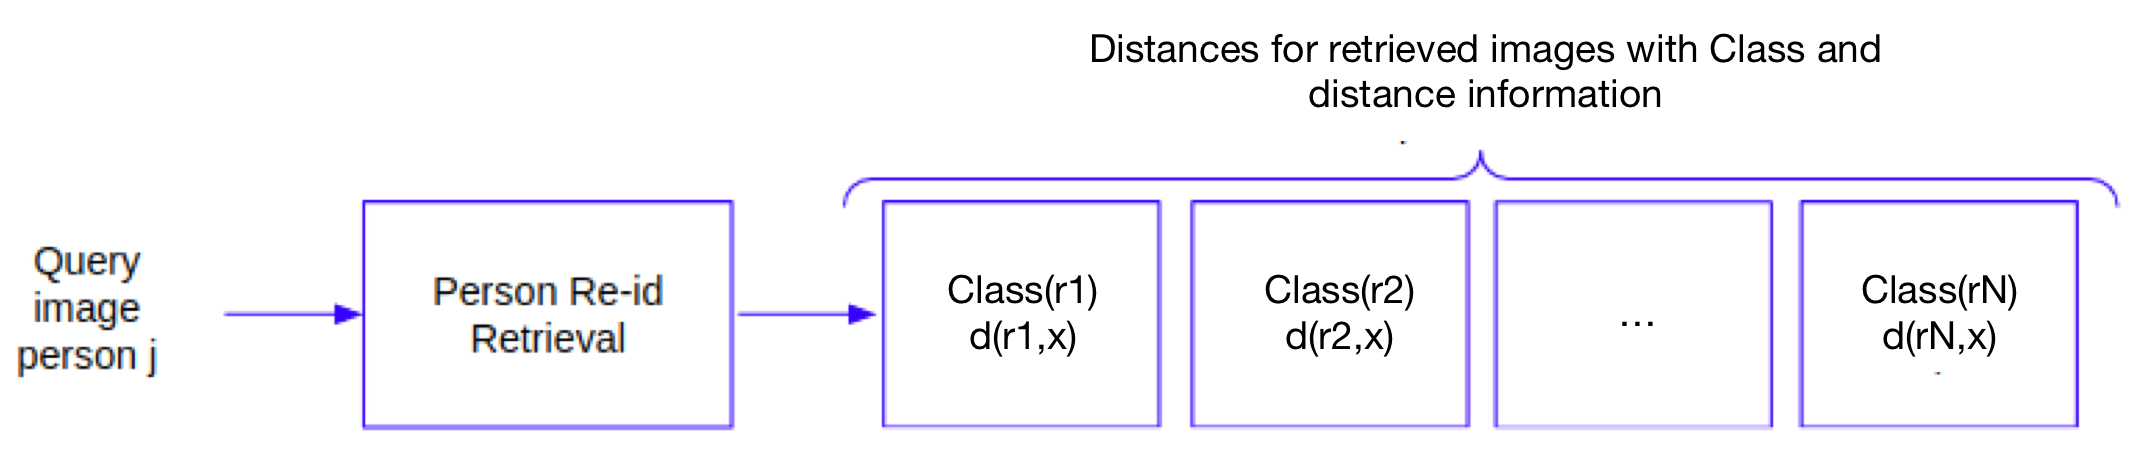 Distances for retrieved images with Class and
distance information
Query
image
person j
Person Re-id
Retrieval
Class(r1)
d(r1,x)
Class(r2)
d(r2,x)
...
Class(rN)
d(rN,x)